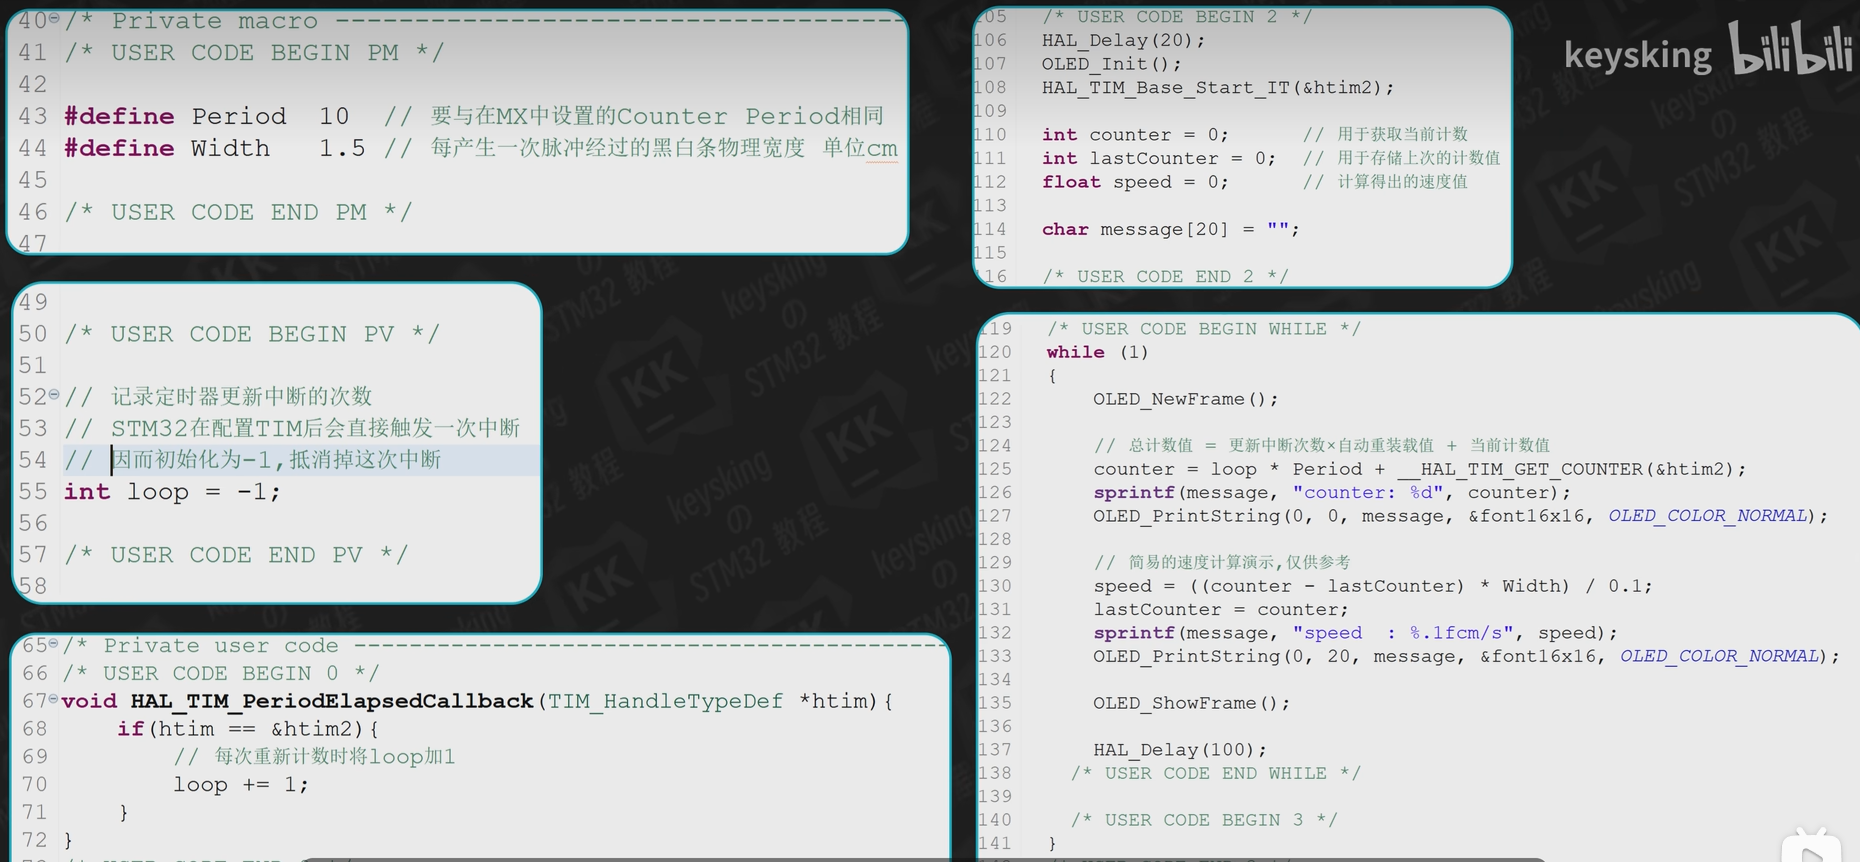 40 /* Private macro -----------------------------------
41 /* USER CODE BEGIN PM */
42
43 #define Period  10  // 要与在MX中设置的Counter Period相同
44 #define Width   1.5 // 每产生一次脉冲经过的黑白条物理宽度 单位cm
45
46 /* USER CODE END PM */
47
49
50 /* USER CODE BEGIN PV */
51
52 // 记录定时器更新中断的次数
53 // STM32在配置TIM后会直接触发一次中断
54 // 因而初始化为-1,抵消掉这次中断
55 int loop = -1;
56
57 /* USER CODE END PV */
58
65 /* Private user code -----------------------------------------
66 /* USER CODE BEGIN 0 */
67 void HAL_TIM_PeriodElapsedCallback(TIM_HandleTypeDef *htim){
68     if(htim == &htim2){
69         // 每次重新计数时将loop加1
70         loop += 1;
71     }
72 }
105   /* USER CODE BEGIN 2 */
106   HAL_Delay(20);
107   OLED_Init();
108   HAL_TIM_Base_Start_IT(&htim2);
109
110   int counter = 0;       // 用于获取当前计数
111   int lastCounter = 0;   // 用于存储上次的计数值
112   float speed = 0;       // 计算得出的速度值
113
114   char message[20] = "";
115
116   /* USER CODE END 2 */
119   /* USER CODE BEGIN WHILE */
120   while (1)
121   {
122       OLED_NewFrame();
123
124       // 总计数值 = 更新中断次数×自动重装载值 + 当前计数值
125       counter = loop * Period + __HAL_TIM_GET_COUNTER(&htim2);
126       sprintf(message, "counter: %d", counter);
127       OLED_PrintString(0, 0, message, &font16x16, OLED_COLOR_NORMAL);
128
129       // 简易的速度计算演示,仅供参考
130       speed = ((counter - lastCounter) * Width) / 0.1;
131       lastCounter = counter;
132       sprintf(message, "speed  : %.1fcm/s", speed);
133       OLED_PrintString(0, 20, message, &font16x16, OLED_COLOR_NORMAL);
134
135       OLED_ShowFrame();
136
137       HAL_Delay(100);
138     /* USER CODE END WHILE */
139
140     /* USER CODE BEGIN 3 */
141   }
keysking bilibili
keysking
の
STM32 教程